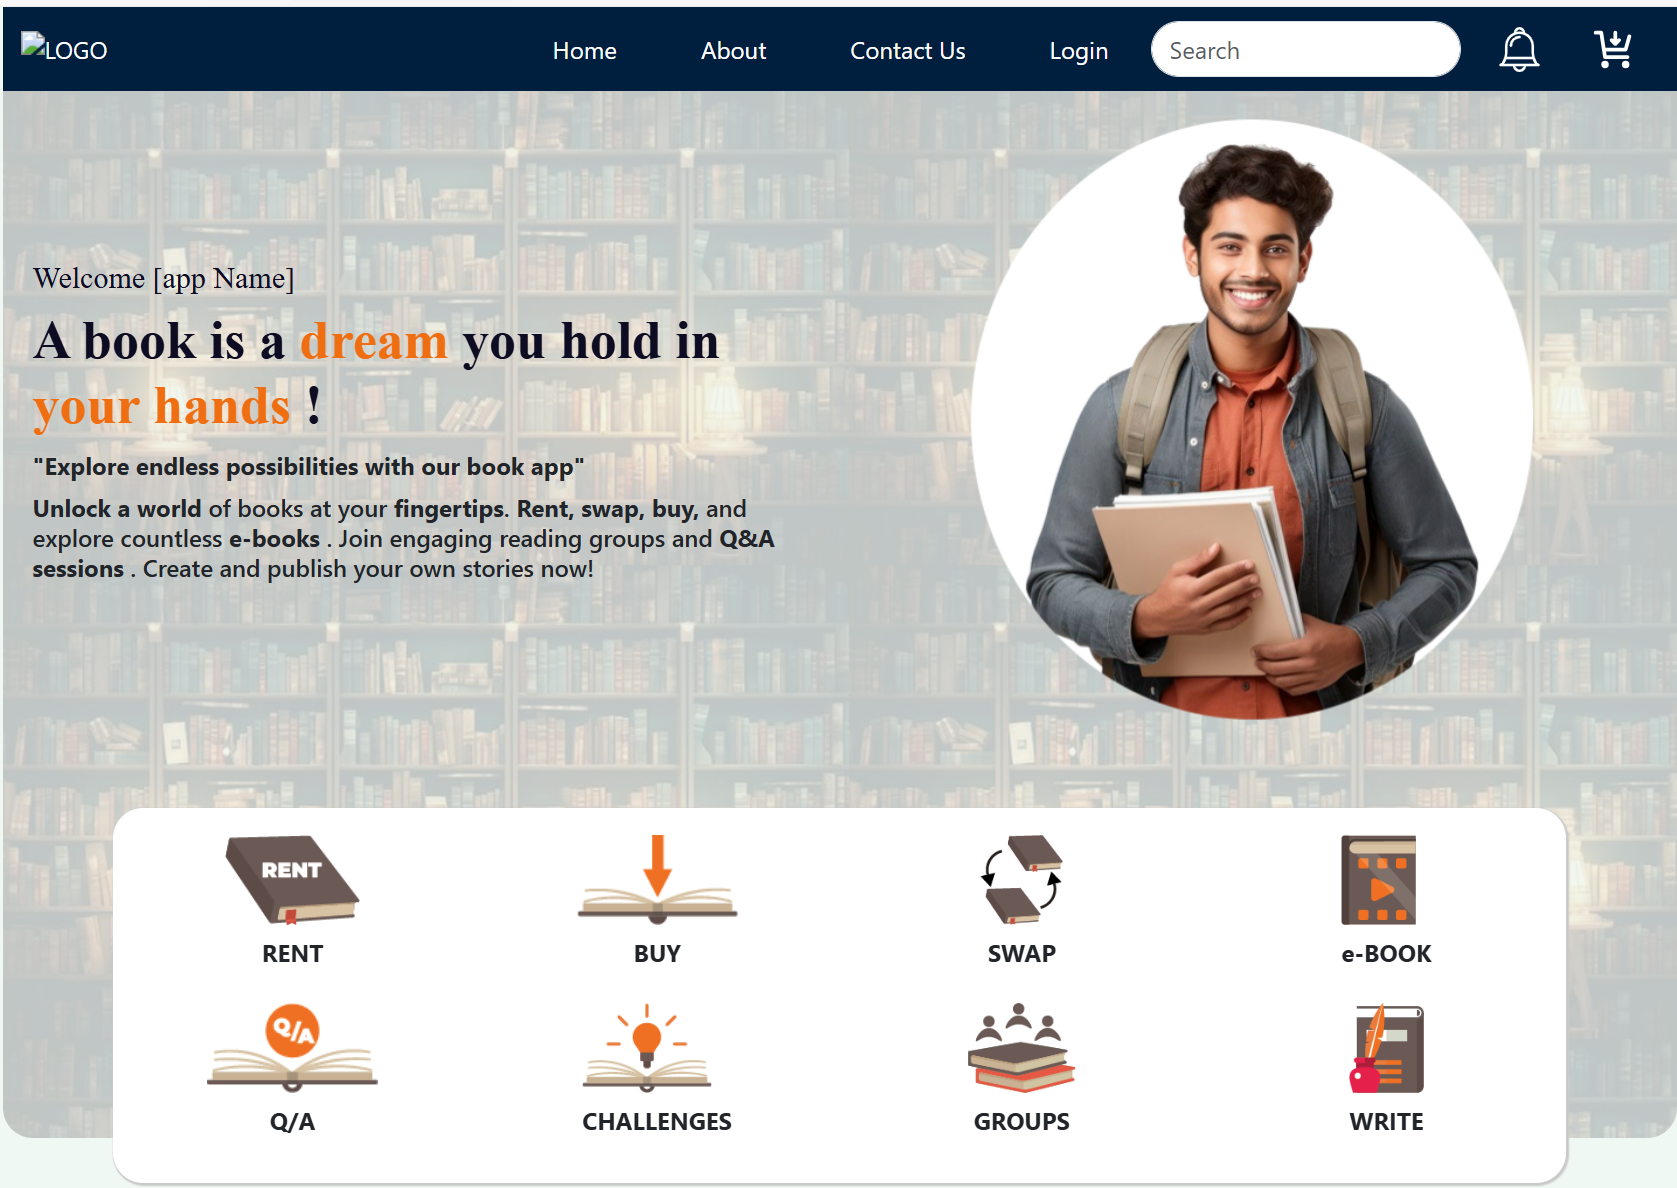 LOGO
Home About Contact Us Login Search
Welcome [app Name]
A book is a dream you hold in
your hands !
"Explore endless possibilities with our book app"
Unlock a world of books at your fingertips. Rent, swap, buy, and
explore countless e-books . Join engaging reading groups and Q&A
sessions . Create and publish your own stories now!
RENT
RENT BUY SWAP e-BOOK
Q/A
Q/A CHALLENGES GROUPS WRITE